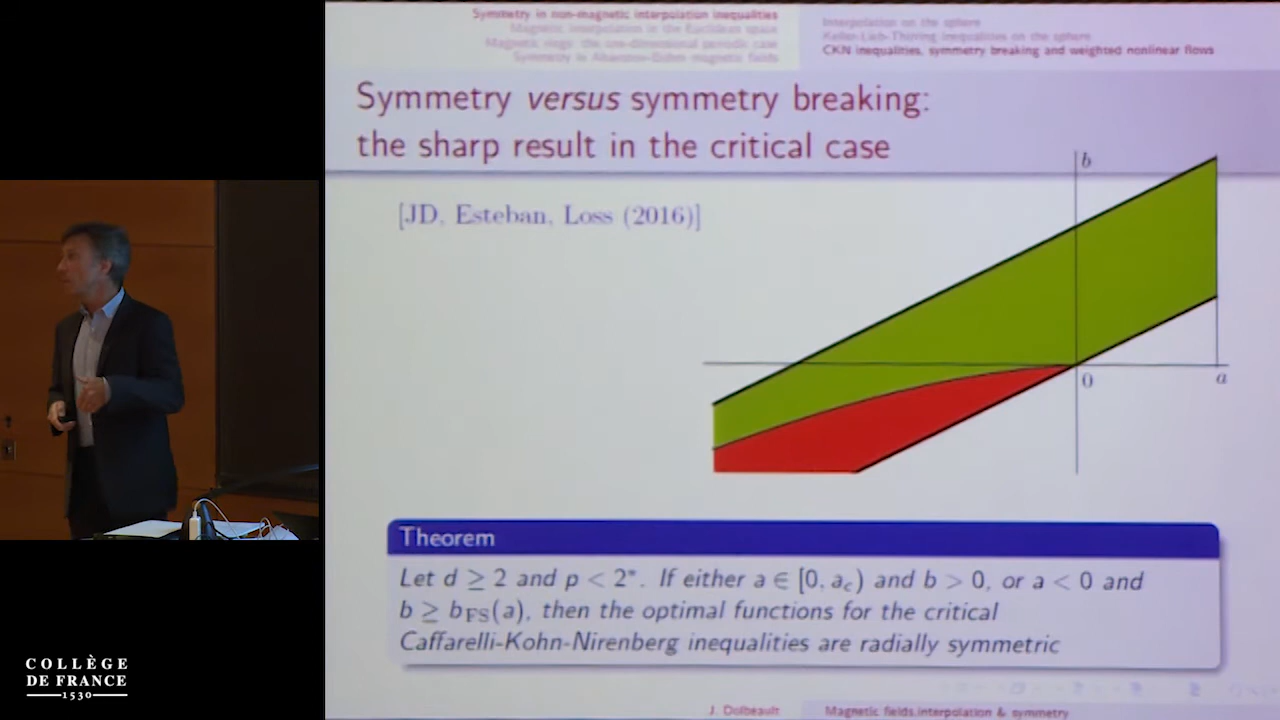 Symmetry in non-magnetic interpolation inequalities
Magnetic interpolation in the Euclidean space
Magnetic rings: the one-dimensional periodic case
Symmetry in Aharonov-Bohm magnetic fields
Interpolation on the sphere
Keller-Lieb-Thirring inequalities on the sphere
CKN inequalities, symmetry breaking and weighted nonlinear flows
Symmetry versus symmetry breaking:
the sharp result in the critical case
[JD, Esteban, Loss (2016)]
b
0
a
Theorem
Let d ≥ 2 and p < 2*. If either a ∈ [0, a_c) and b > 0, or a < 0 and
b ≥ b_FS(a), then the optimal functions for the critical
Caffarelli-Kohn-Nirenberg inequalities are radially symmetric
J. Dolbeault
Magnetic fields, interpolation & symmetry
COLLÈGE
DE FRANCE
1530